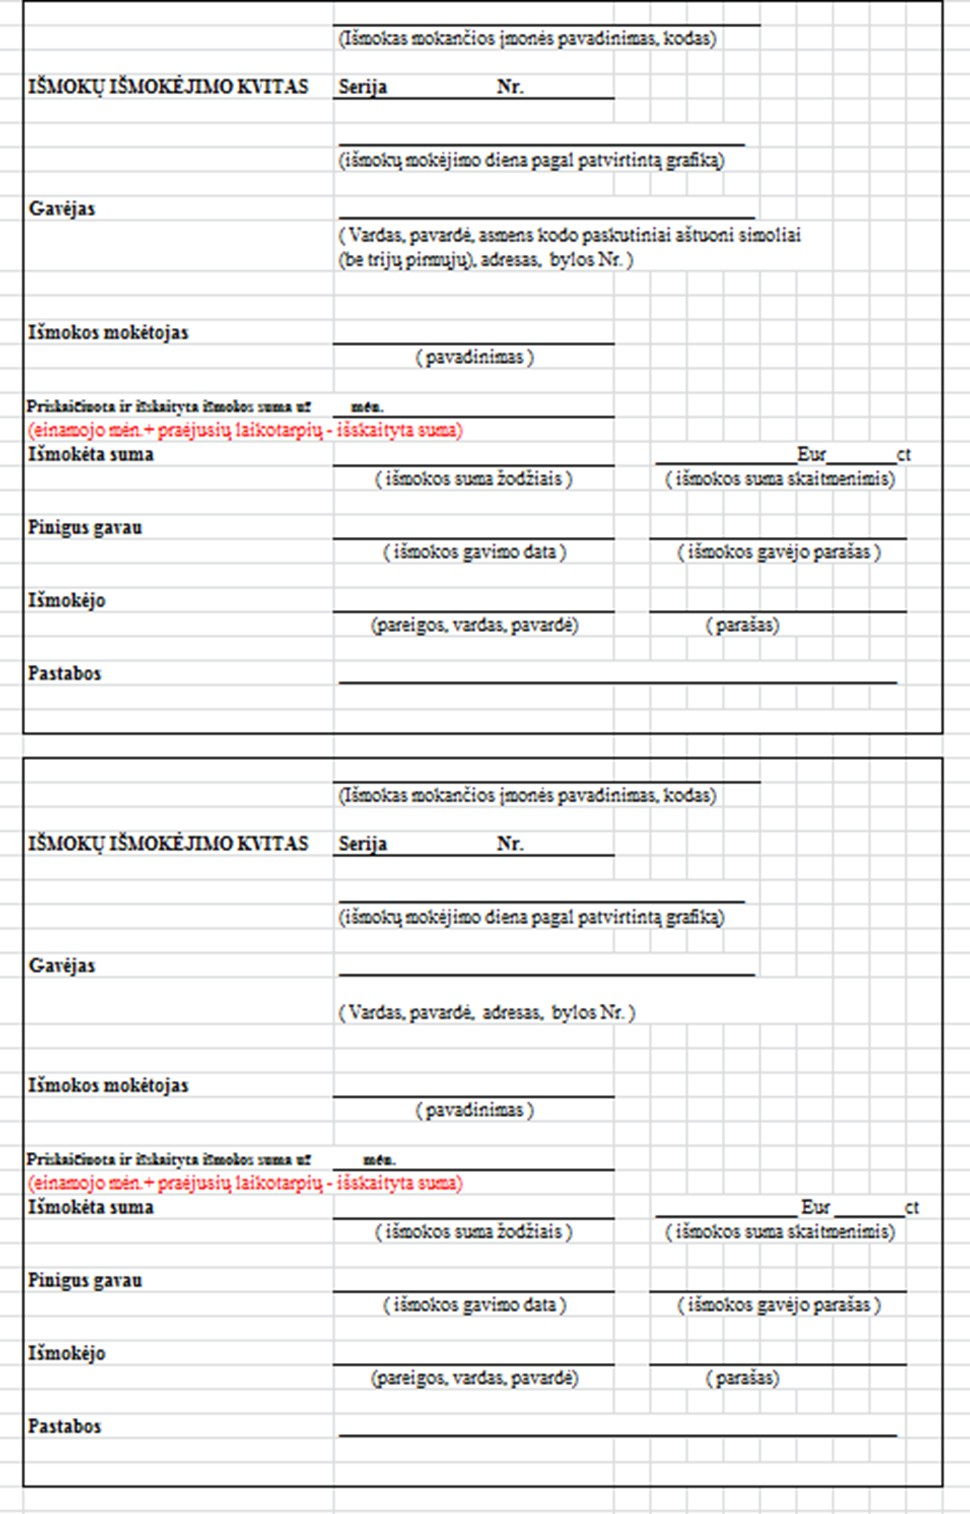 (Išmokas mokančios įmonės pavadinimas, kodas)
IŠMOKŲ IŠMOKĖJIMO KVITAS Serija Nr.
(išmokų mokėjimo diena pagal patvirtintą grafiką)
Gavėjas
( Vardas, pavardė, asmens kodo paskutiniai aštuoni simoliai
(be trijų pirmųjų), adresas, bylos Nr. )
Išmokos mokėtojas
( pavadinimas )
Priskaičinota ir išskaityta išmokos suma už mėn.
(einamojo mėn.+ praėjusių laikotarpių - išskaityta suma)
Išmokėta suma Eur ct
( išmokos suma žodžiais ) ( išmokos suma skaitmenimis)
Pinigus gavau
( išmokos gavimo data ) ( išmokos gavėjo parašas )
Išmokėjo
(pareigos, vardas, pavardė) ( parašas)
Pastabos
(Išmokas mokančios įmonės pavadinimas, kodas)
IŠMOKŲ IŠMOKĖJIMO KVITAS Serija Nr.
(išmokų mokėjimo diena pagal patvirtintą grafiką)
Gavėjas
( Vardas, pavardė, adresas, bylos Nr. )
Išmokos mokėtojas
( pavadinimas )
Priskaičinota ir išskaityta išmokos suma už mėn.
(einamojo mėn.+ praėjusių laikotarpių - išskaityta suma)
Išmokėta suma Eur ct
( išmokos suma žodžiais ) ( išmokos suma skaitmenimis)
Pinigus gavau
( išmokos gavimo data ) ( išmokos gavėjo parašas )
Išmokėjo
(pareigos, vardas, pavardė) ( parašas)
Pastabos